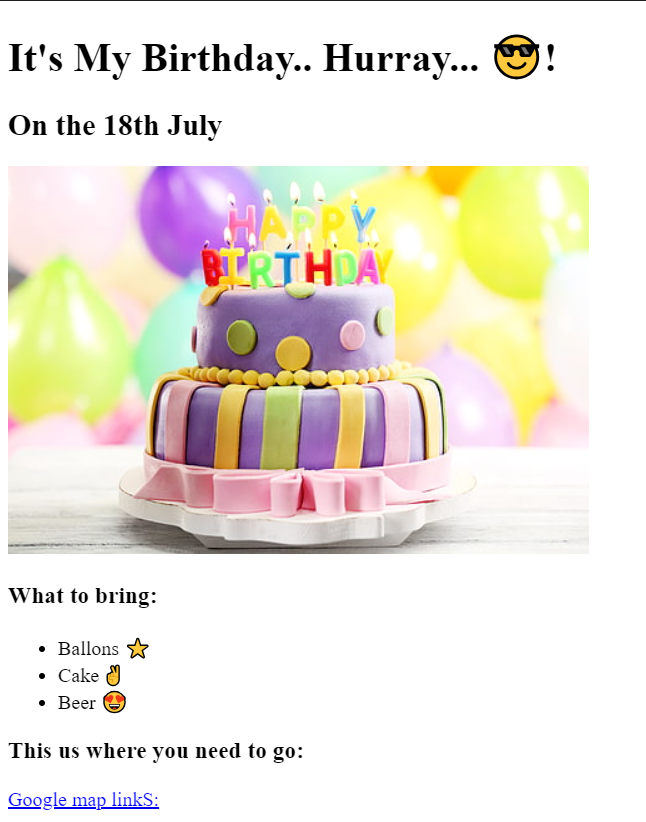 It's My Birthday.. Hurray... 😎!
On the 18th July
HAPPY
BIRTHDAY
What to bring:
Ballons ⭐
Cake ✌
Beer 😍
This us where you need to go:
Google map linkS: